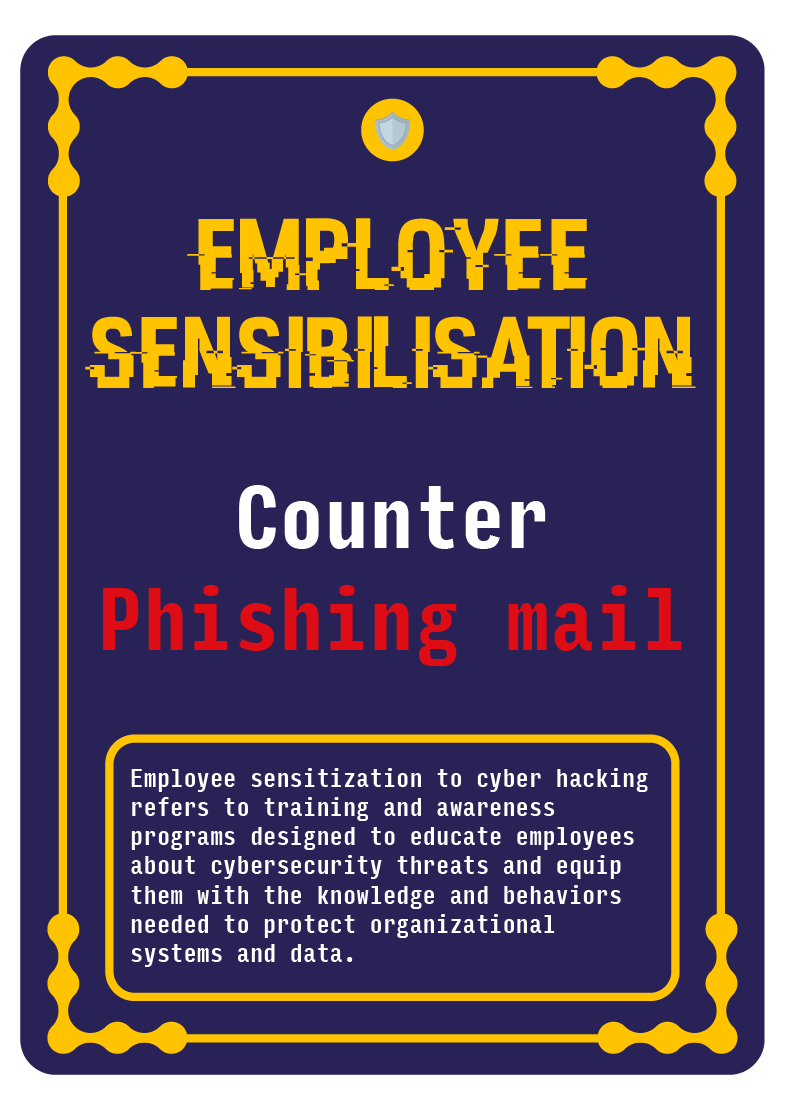 EMPLOYEE
SENSIBILISATION
Counter
Phishing mail
Employee sensitization to cyber hacking
refers to training and awareness
programs designed to educate employees
about cybersecurity threats and equip
them with the knowledge and behaviors
needed to protect organizational
systems and data.